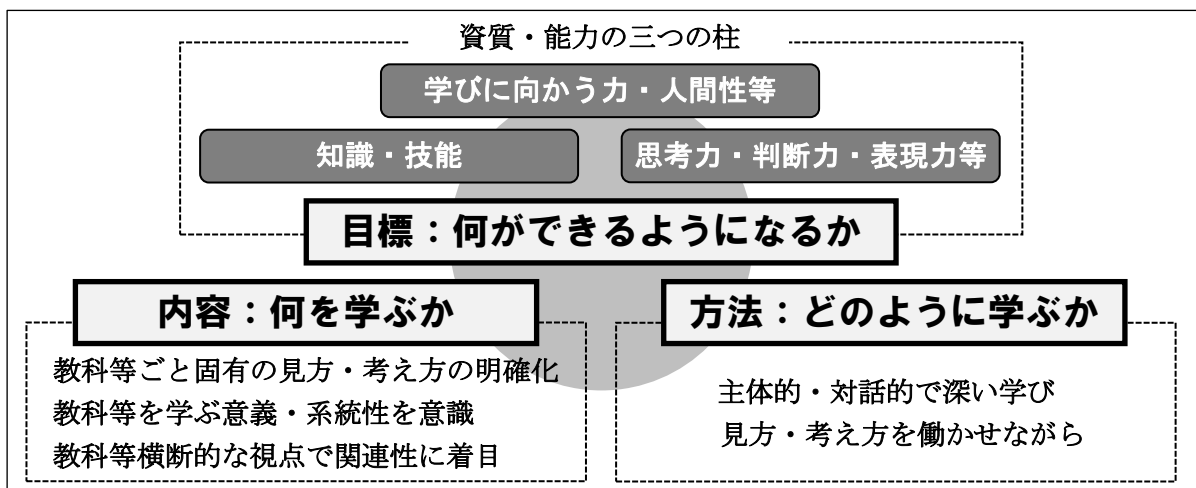 資質・能力の三つの柱
学びに向かう力・人間性等
知識・技能
思考力・判断力・表現力等
目標：何ができるようになるか
内容：何を学ぶか
教科等ごと固有の見方・考え方の明確化
教科等を学ぶ意義・系統性を意識
教科等横断的な視点で関連性に着目
方法：どのように学ぶか
主体的・対話的で深い学び
見方・考え方を働かせながら